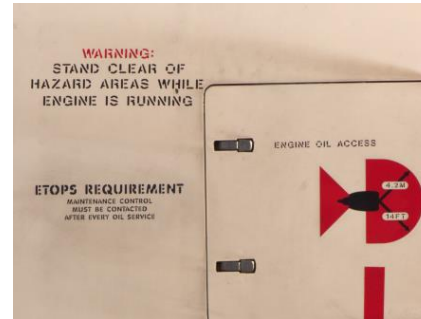 WARNING:
STAND CLEAR OF
HAZARD AREAS WHILE
ENGINE IS RUNNING
ENGINE OIL ACCESS
4.2M
14FT
ETOPS REQUIREMENT
MAINTENANCE CONTROL
MUST BE CONTACTED
AFTER EVERY OIL SERVICE